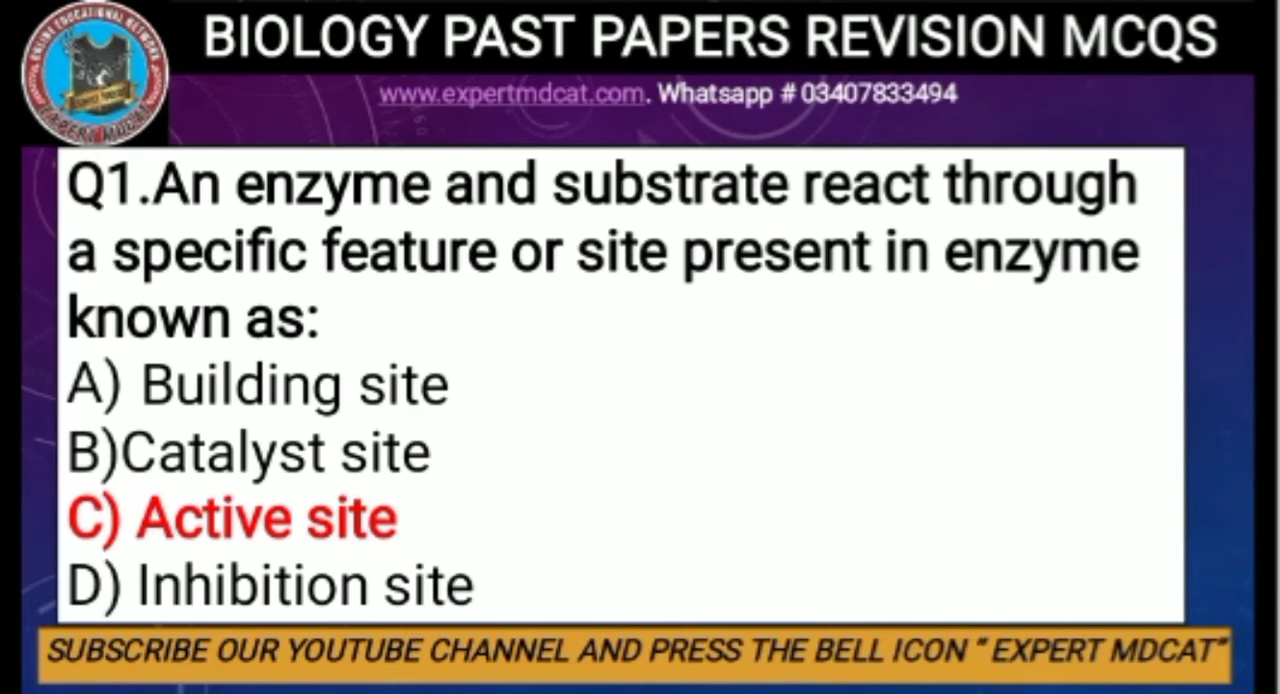 BIOLOGY PAST PAPERS REVISION MCQS
www.expertmdcat.com. Whatsapp # 03407833494
Q1.An enzyme and substrate react through
a specific feature or site present in enzyme
known as:
A) Building site
B)Catalyst site
C) Active site
D) Inhibition site
SUBSCRIBE OUR YOUTUBE CHANNEL AND PRESS THE BELL ICON " EXPERT MDCAT"